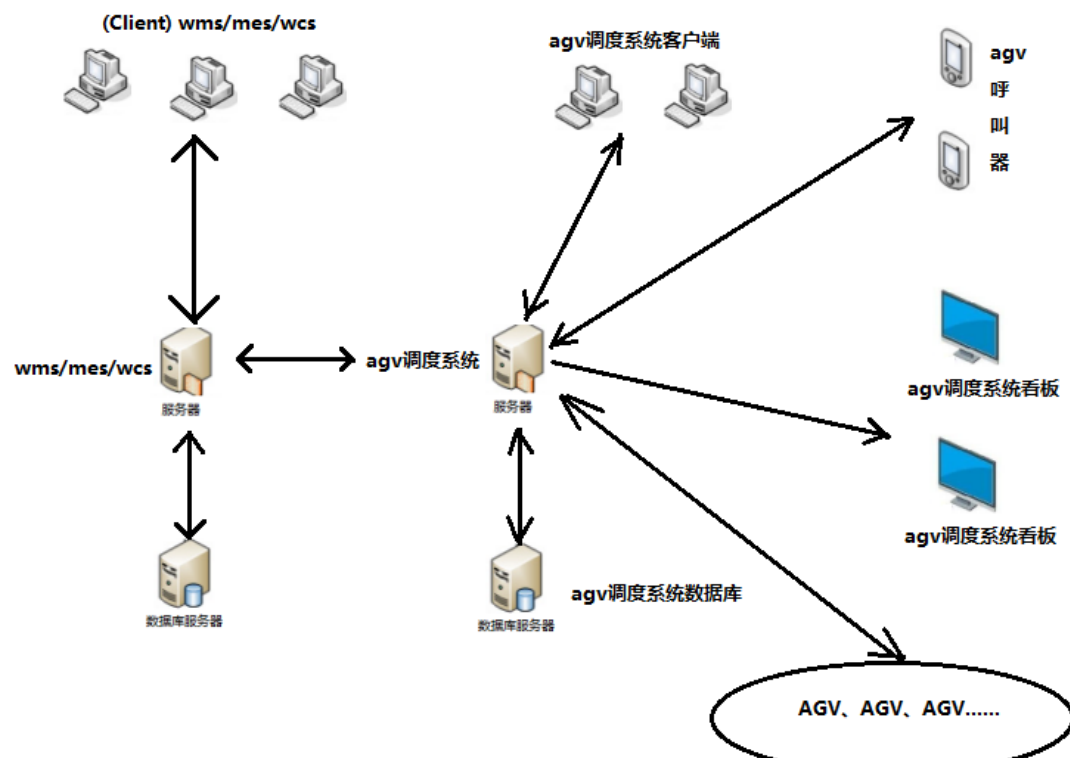 (Client) wms/mes/wcs
agv调度系统客户端
agv
呼
叫
器
wms/mes/wcs
服务器
agv调度系统
服务器
agv调度系统看板
agv调度系统看板
数据库服务器
agv调度系统数据库
数据库服务器
AGV、AGV、AGV......